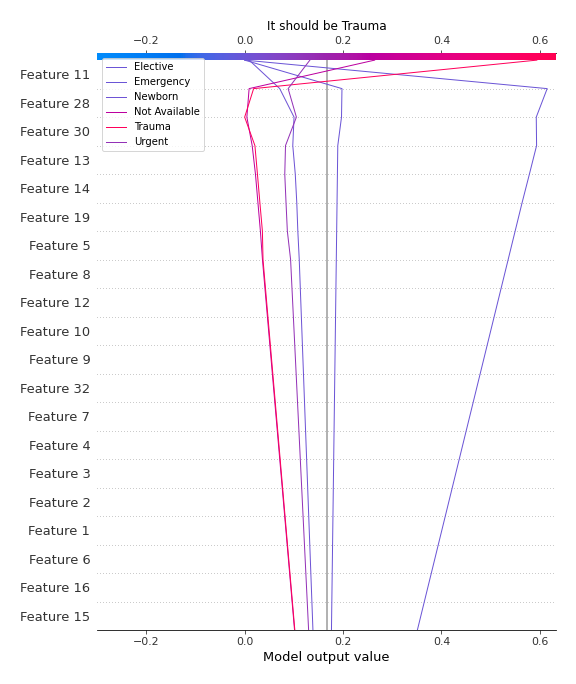 It should be Trauma
−0.2 0.0 0.2 0.4 0.6
Elective
Emergency
Newborn
Not Available
Trauma
Urgent
Feature 11
Feature 28
Feature 30
Feature 13
Feature 14
Feature 19
Feature 5
Feature 8
Feature 12
Feature 10
Feature 9
Feature 32
Feature 7
Feature 4
Feature 3
Feature 2
Feature 1
Feature 6
Feature 16
Feature 15
−0.2 0.0 0.2 0.4 0.6
Model output value